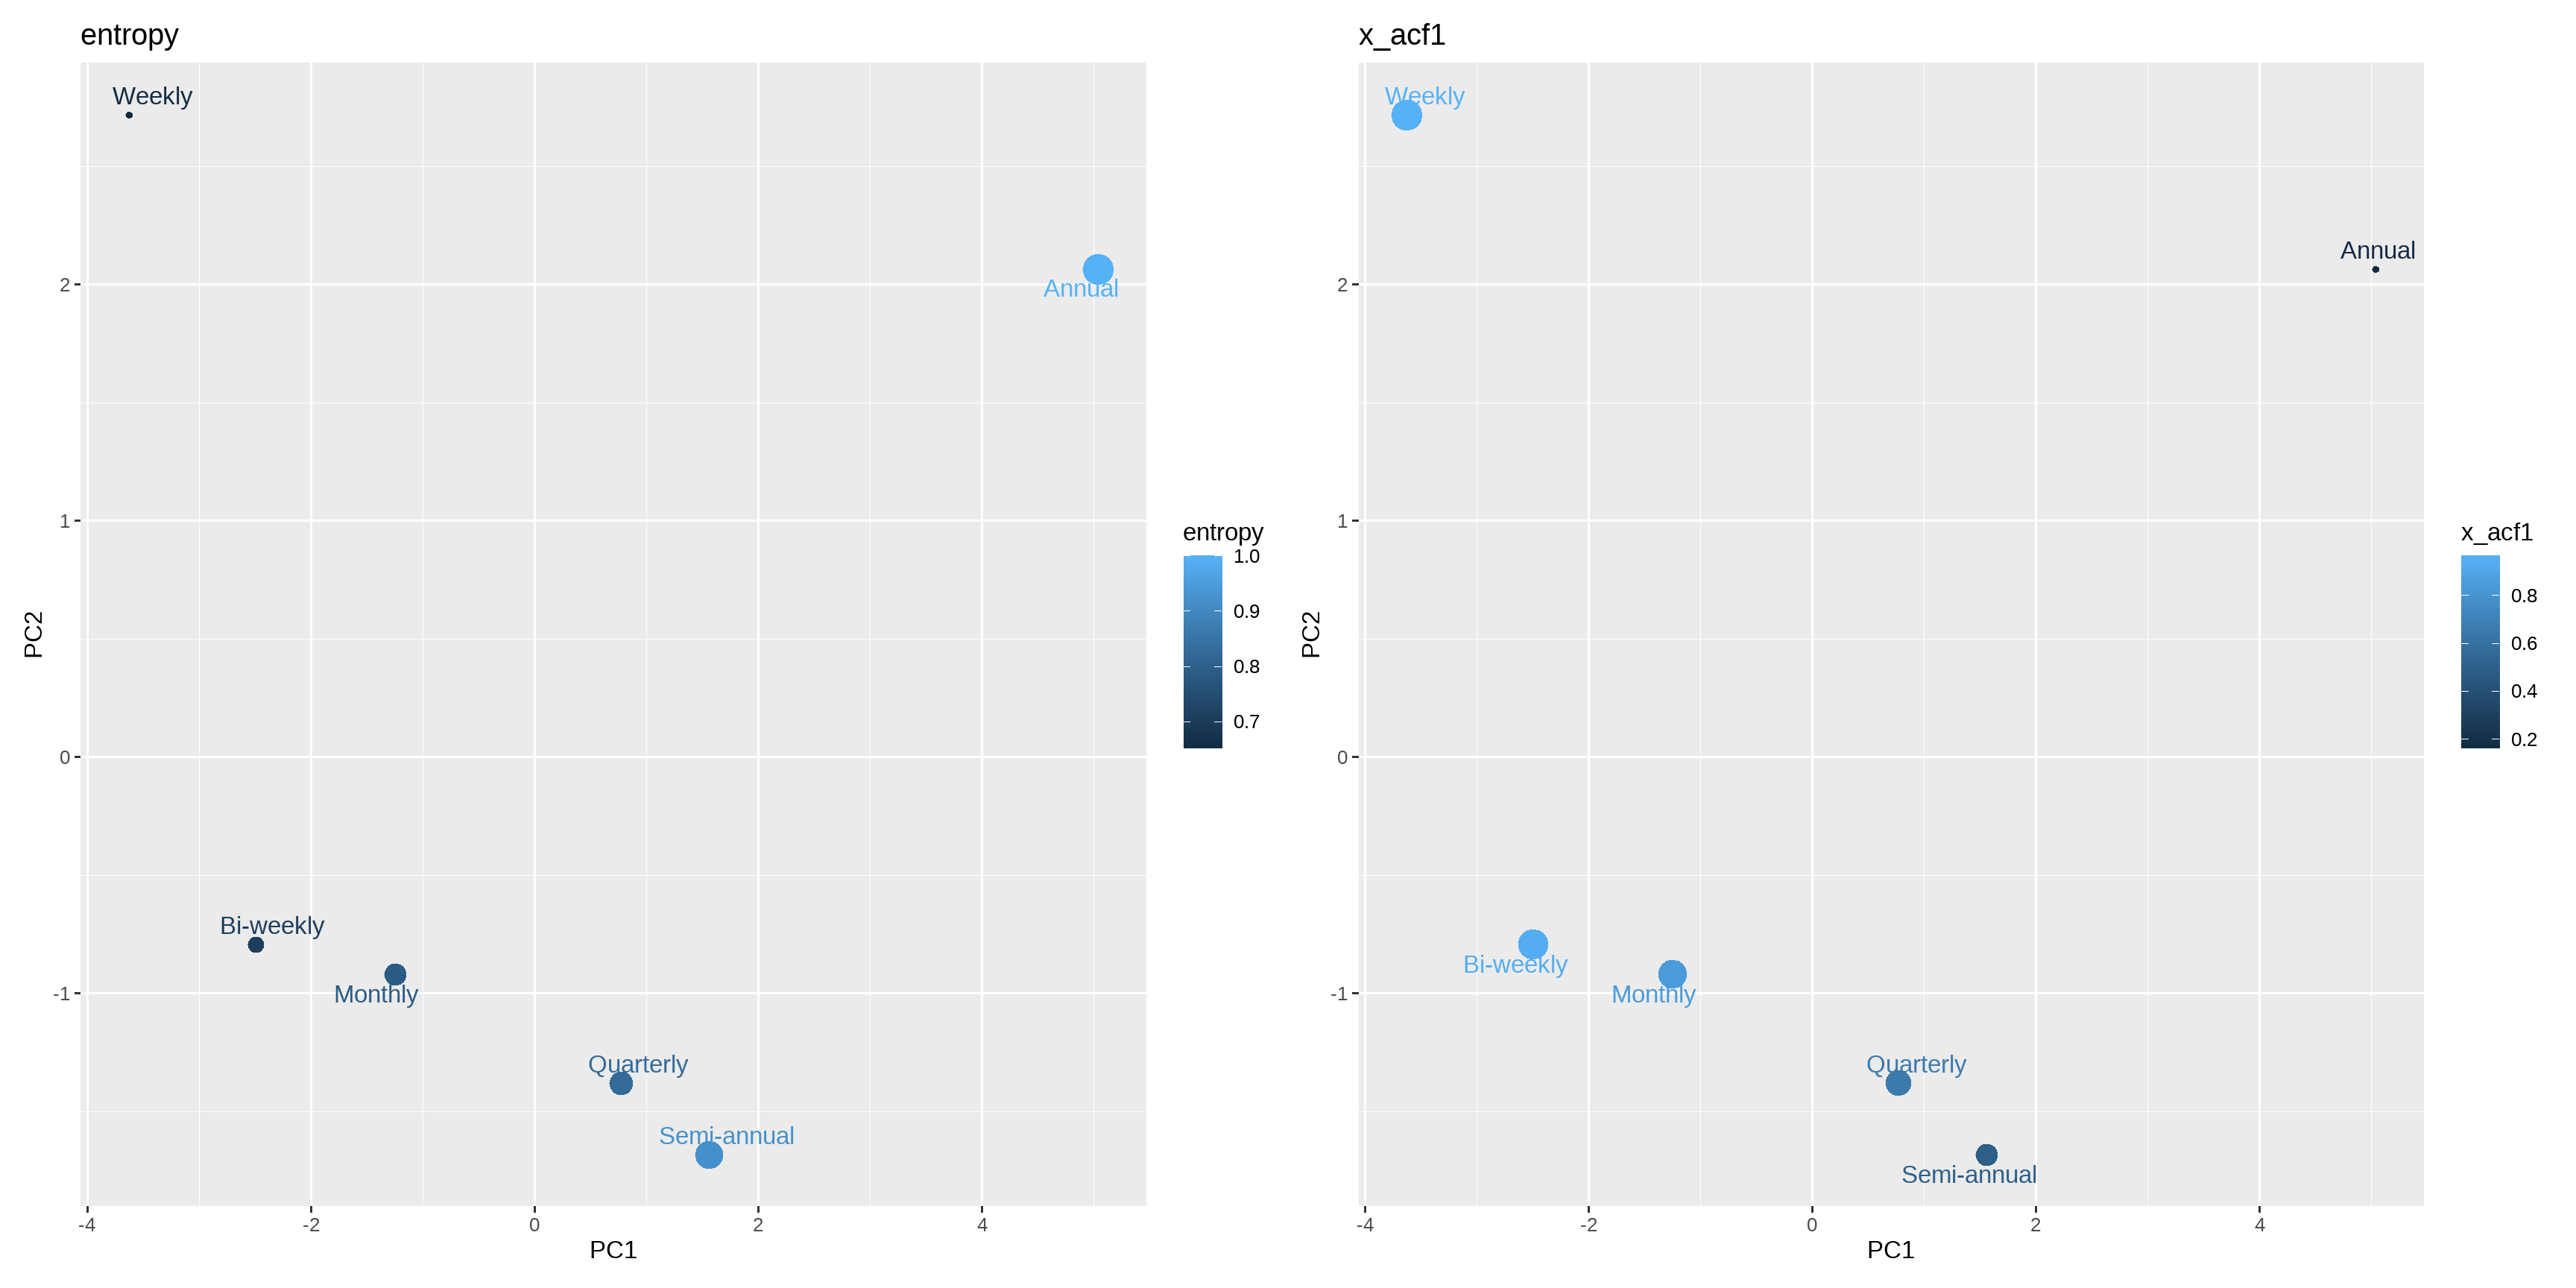 entropy
Weekly
Annual
Bi-weekly
Monthly
Quarterly
Semi-annual
2
1
0
-1
-4
-2
0
2
4
PC1
PC2
entropy
1.0
0.9
0.8
0.7
x_acf1
Weekly
Annual
Bi-weekly
Monthly
Quarterly
Semi-annual
2
1
0
-1
-4
-2
0
2
4
PC1
PC2
x_acf1
0.8
0.6
0.4
0.2